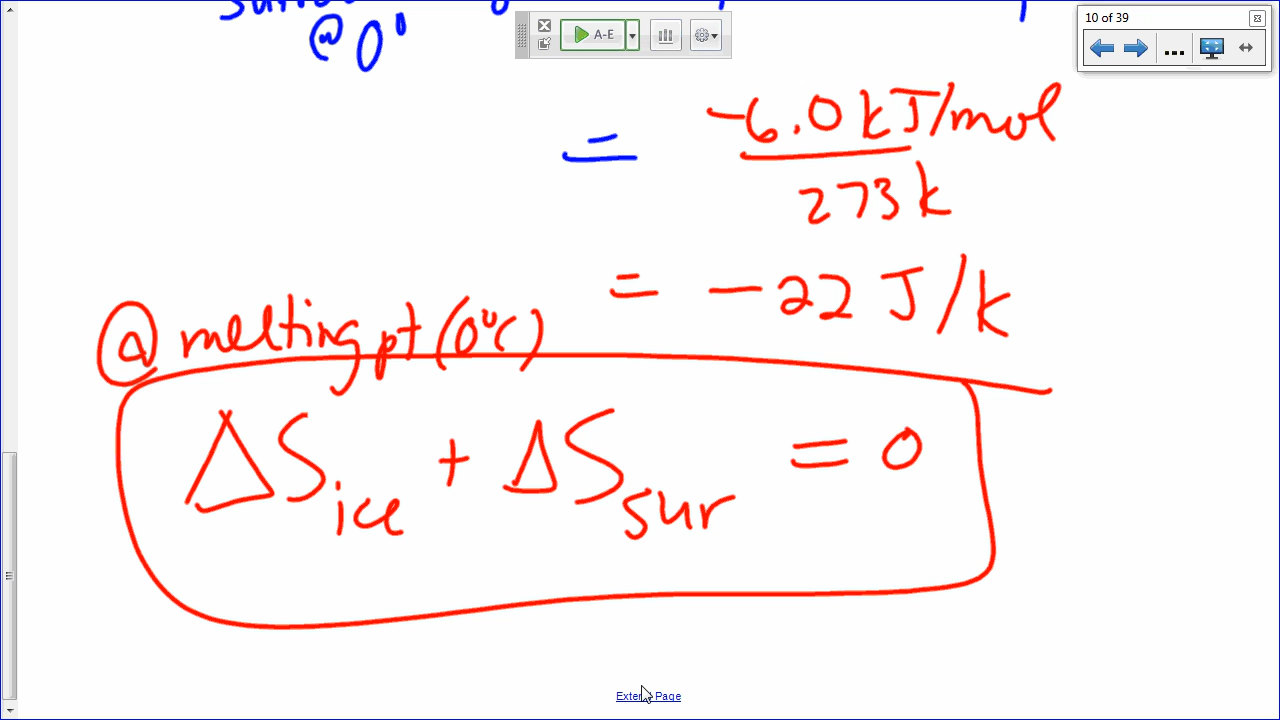 10 of 39
A-E
@ 0°
= -6.0 kJ/mol
273 k
= -22 J/k
@ melting pt (0°C)
ΔS ice + ΔS sur = 0
Extend Page